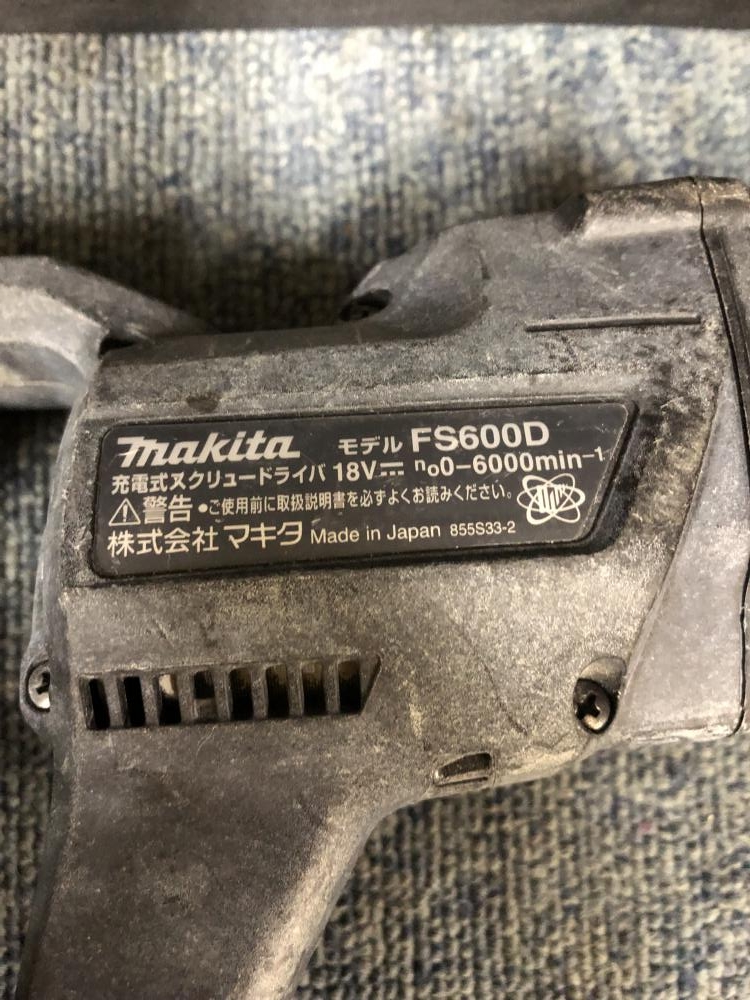 makita モデル FS600D
充電式スクリュードライバ 18V⎓ n₀0-6000min⁻¹
⚠警告 ●ご使用前に取扱説明書を必ずよくお読みください。
株式会社マキタ Made in Japan 855S33-2